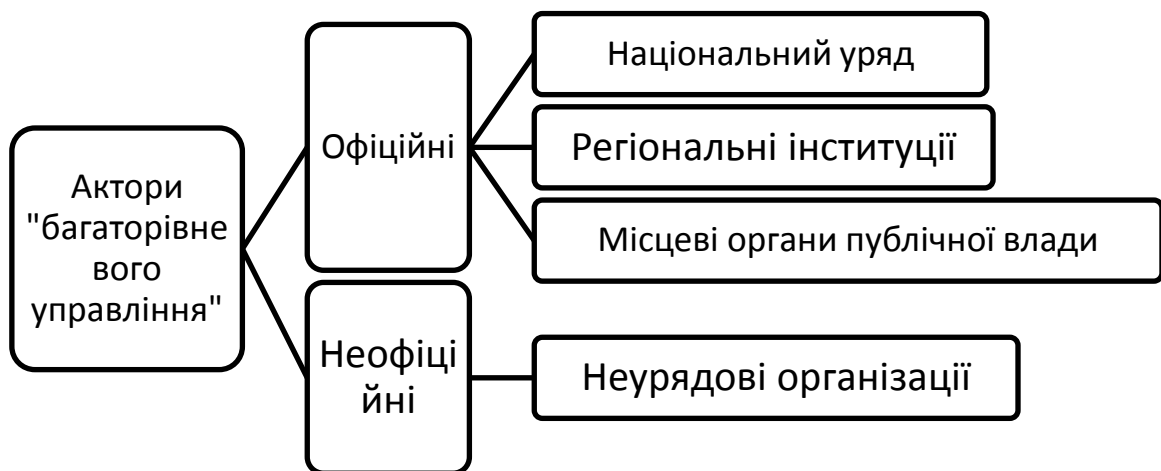 Актори
"багаторівне
вого
управління"
Офіційні
Національний уряд
Регіональні інституції
Місцеві органи публічної влади
Неофіці
йні
Неурядові організації